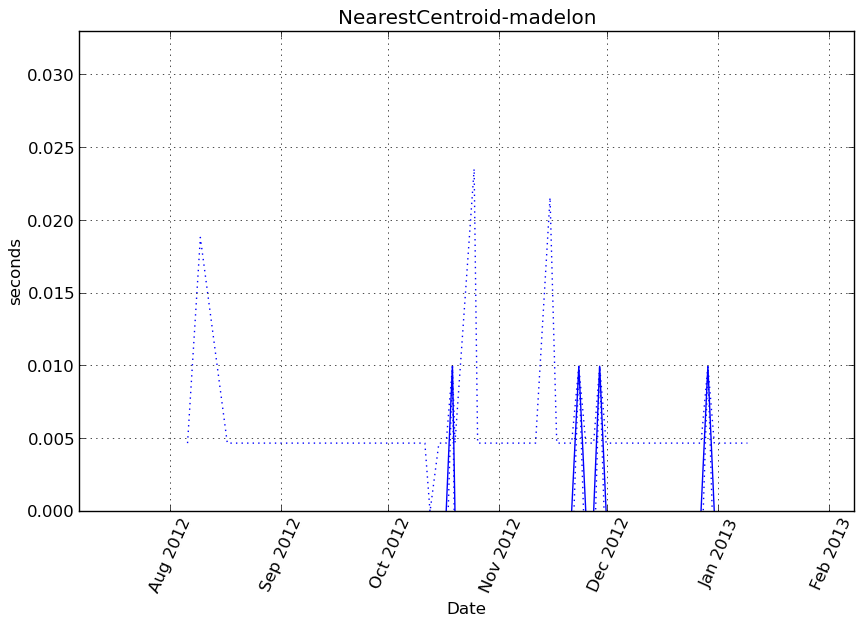 NearestCentroid-madelon
0.030
0.025
0.020
0.015
0.010
0.005
0.000
seconds
Aug 2012
Sep 2012
Oct 2012
Nov 2012
Dec 2012
Jan 2013
Feb 2013
Date